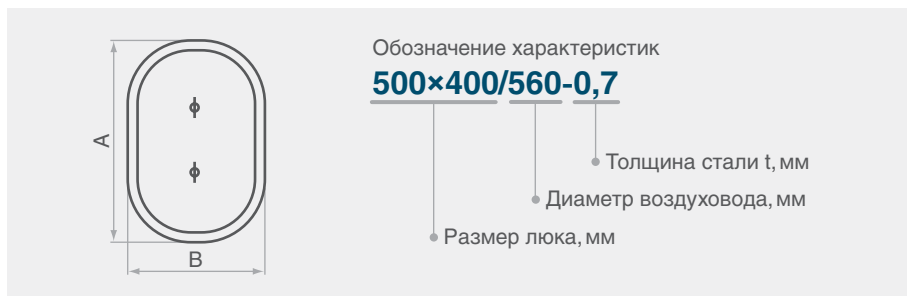 Обозначение характеристик
500×400/560-0,7
Толщина стали t, мм
Диаметр воздуховода, мм
Размер люка, мм
A
B